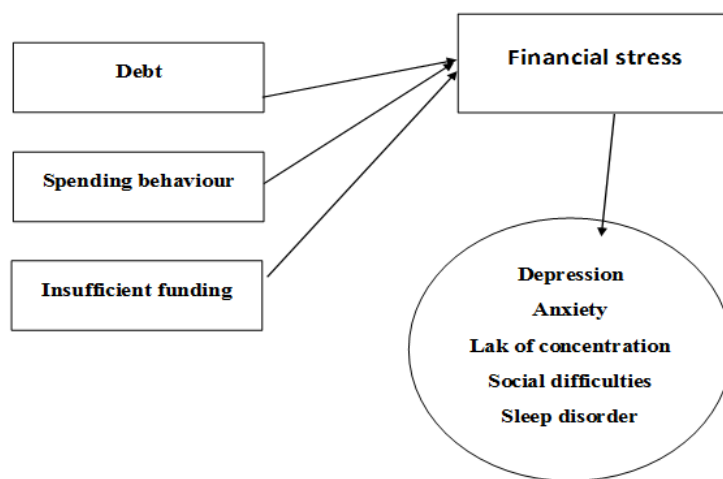 Debt
Financial stress
Spending behaviour
Insufficient funding
Depression
Anxiety
Lak of concentration
Social difficulties
Sleep disorder